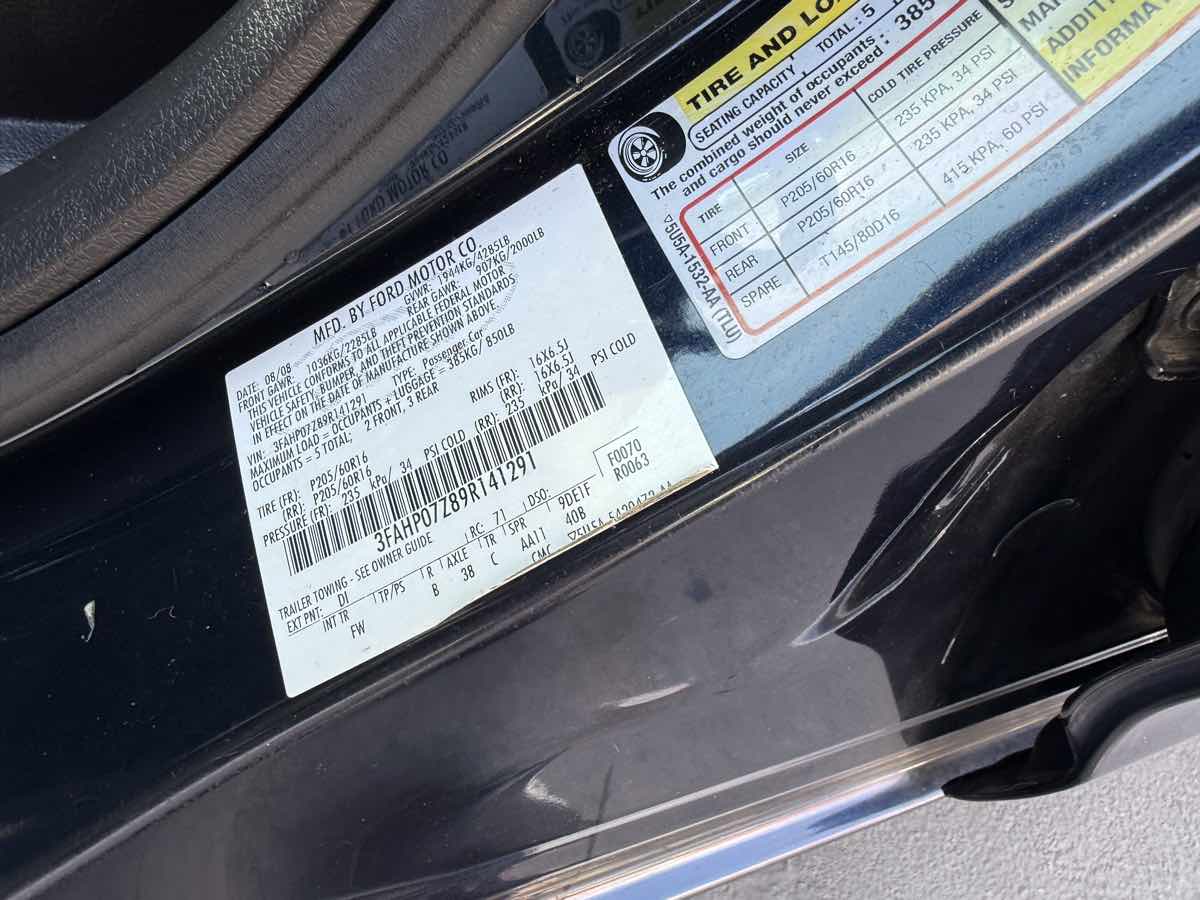 MFD. BY FORD MOTOR CO.
DATE: 08/08 GVWR: 1944KG/4285LB
FRONT GAWR: 1036KG/2285LB REAR GAWR: 907KG/2000LB
THIS VEHICLE CONFORMS TO ALL APPLICABLE FEDERAL MOTOR
VEHICLE SAFETY, BUMPER, AND THEFT PREVENTION STANDARDS
IN EFFECT ON THE DATE OF MANUFACTURE SHOWN ABOVE.
VIN: 3FAHP07Z89R141291 TYPE: Passenger Car
MAXIMUM LOAD = OCCUPANTS + LUGGAGE = 385KG/ 850LB
OCCUPANTS = 5 TOTAL; 2 FRONT, 3 REAR
TIRE (FR): P205/60R16 RIMS (FR): 16X6.5J
(RR): P205/60R16 (RR): 16X6.5J
PRESSURE (FR): 235 KPa/ 34 PSI COLD (RR): 235 KPa/ 34 PSI COLD
3FAHP07Z89R141291
F0070
R0063
TRAILER TOWING - SEE OWNER GUIDE RC: 71 DSO:
EXT PNT: DI 9DE1F
INT TR TP/PS R AXLE TR SPR
FW B 38 C AA11 40B
CMC
TIRE AND
SEATING CAPACITY TOTAL: 5
The combined weight of occupants
and cargo should never exceed: 385
TIRE SIZE COLD TIRE PRESSURE
FRONT P205/60R16 235 KPA, 34 PSI
REAR P205/60R16 235 KPA, 34 PSI
SPARE T145/80D16 415 KPA, 60 PSI
5U5A-1532-AA (TLU)
INFORMATION